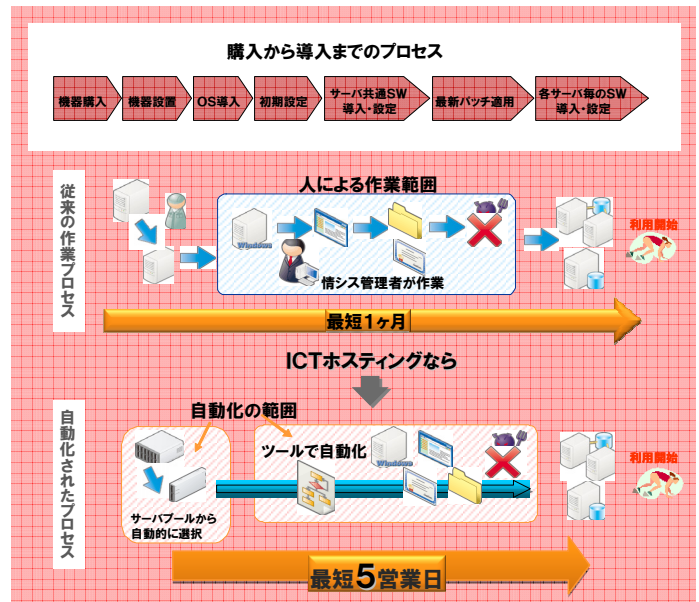 購入から導入までのプロセス
機器購入
機器設置
OS導入
初期設定
サーバ共通SW
導入・設定
最新パッチ適用
各サーバ毎のSW
導入・設定
従来の作業プロセス
人による作業範囲
Windows
情シス管理者が作業
利用開始
最短1ヶ月
ICTホスティングなら
自動化されたプロセス
自動化の範囲
ツールで自動化
Windows
サーバプールから
自動的に選択
利用開始
最短5営業日